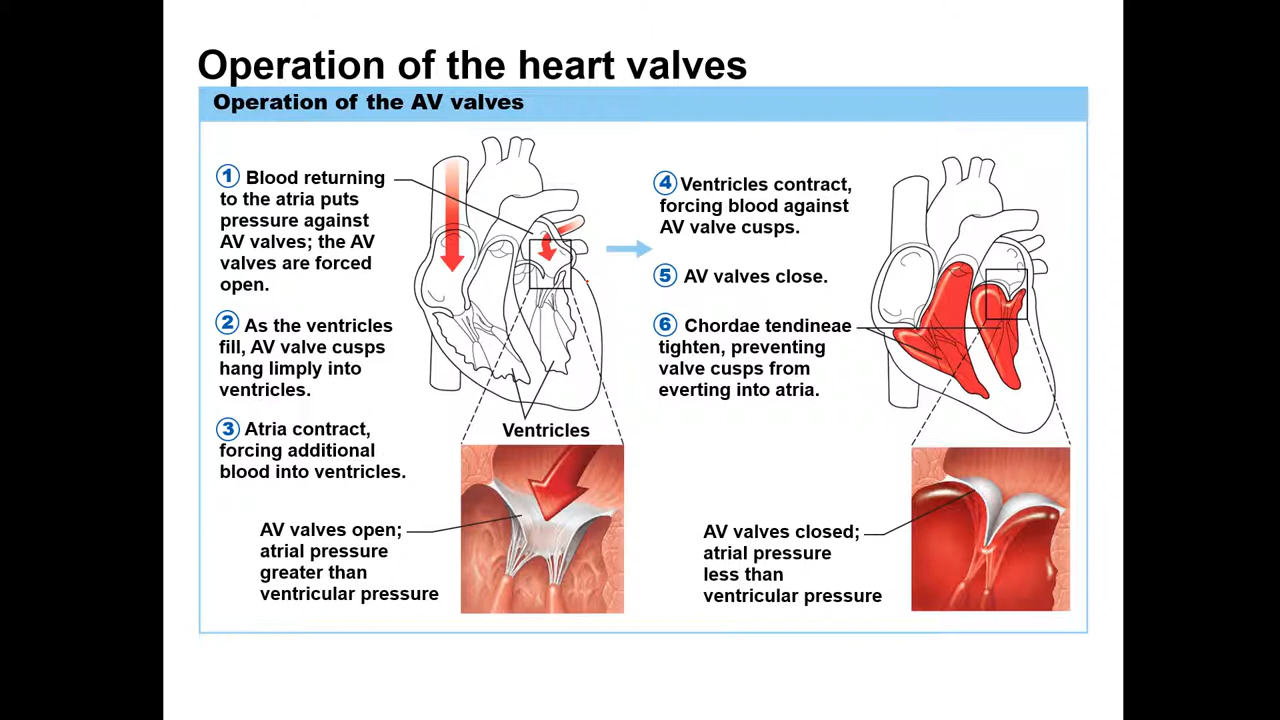 Operation of the heart valves
Operation of the AV valves
1 Blood returning
to the atria puts
pressure against
AV valves; the AV
valves are forced
open.
2 As the ventricles
fill, AV valve cusps
hang limply into
ventricles.
3 Atria contract,
forcing additional
blood into ventricles.
Ventricles
AV valves open;
atrial pressure
greater than
ventricular pressure
4 Ventricles contract,
forcing blood against
AV valve cusps.
5 AV valves close.
6 Chordae tendineae
tighten, preventing
valve cusps from
everting into atria.
AV valves closed;
atrial pressure
less than
ventricular pressure